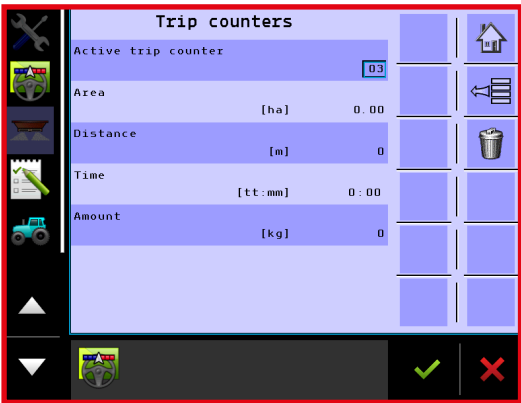 Trip counters
Active trip counter
03
Area
[ha] 0.00
Distance
[m] 0
Time
[tt:mm] 0:00
Amount
[kg] 0